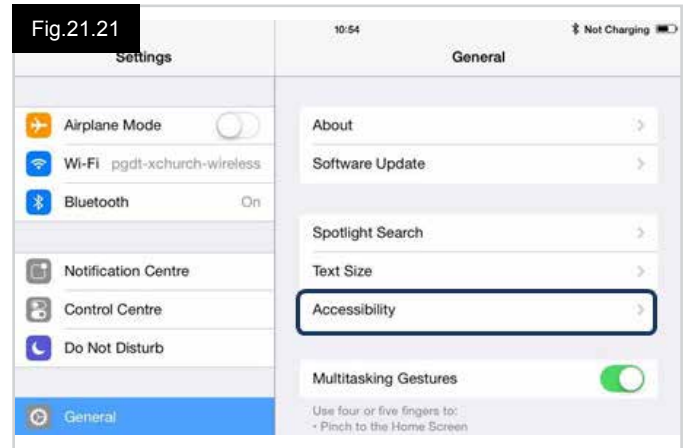 Fig.21.21
10:54
Not Charging
Settings
General
Airplane Mode
Wi-Fi pgdt-xchurch-wireless
Bluetooth On
Notification Centre
Control Centre
Do Not Disturb
General
About
Software Update
Spotlight Search
Text Size
Accessibility
Multitasking Gestures
Use four or five fingers to:
• Pinch to the Home Screen